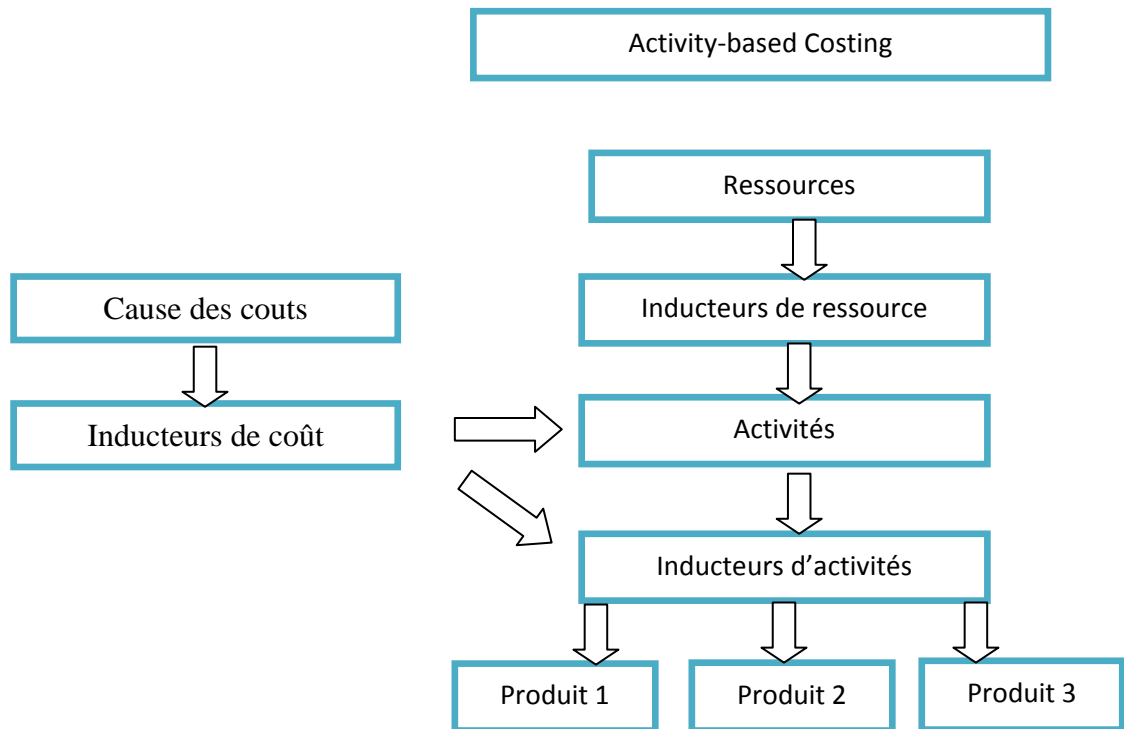 Activity-based Costing
Ressources
Cause des couts
Inducteurs de ressource
Inducteurs de coût
Activités
Inducteurs d’activités
Produit 1
Produit 2
Produit 3